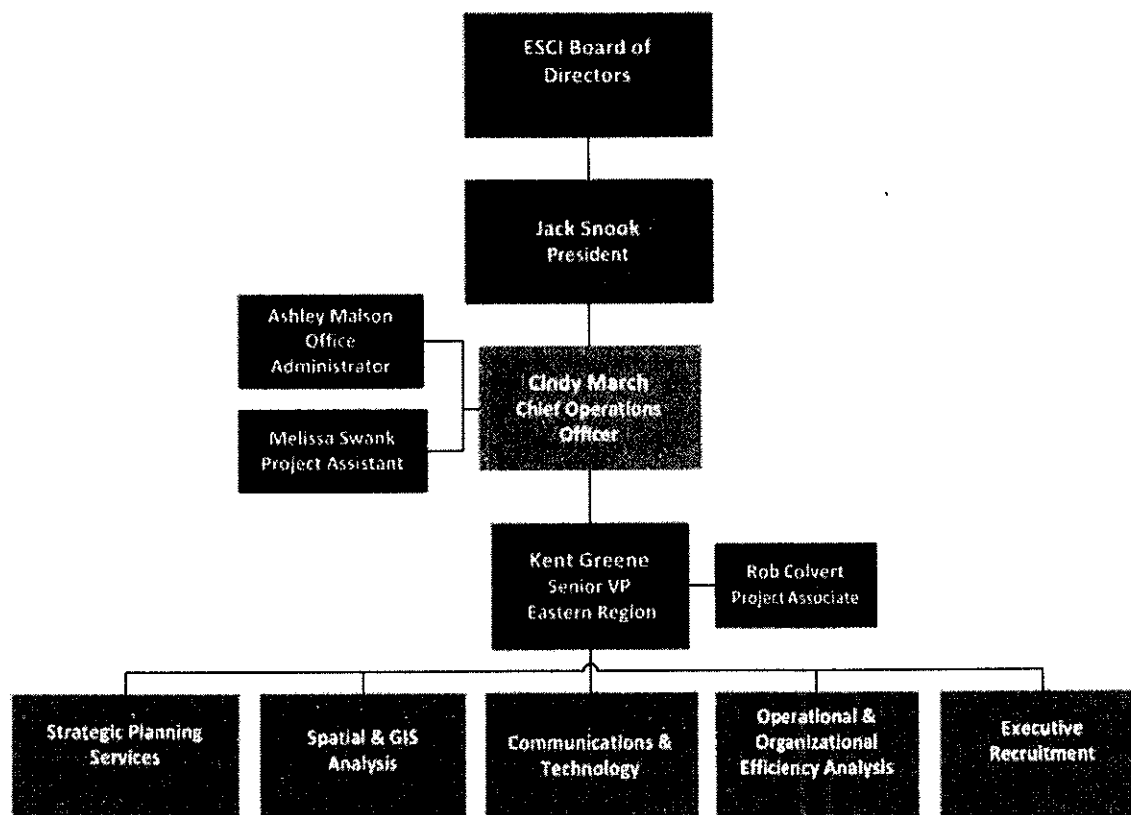 ESCI Board of
Directors
Jack Snook
President
Ashley Malson
Office
Administrator
Cindy March
Chief Operations
Officer
Melissa Swank
Project Assistant
Kent Greene
Senior VP
Eastern Region
Rob Colvert
Project Associate
Strategic Planning
Services
Spatial & GIS
Analysis
Communications &
Technology
Operational &
Organizational
Efficiency Analysis
Executive
Recruitment